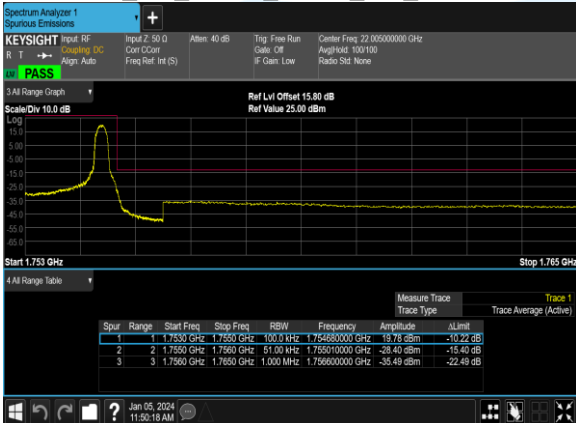 Spectrum Analyzer 1
Spurious Emissions
+
KEYSIGHT Input: RF Input Z: 50 Ω Atten: 40 dB Trig: Free Run Center Freq: 22.005000000 GHz
R T Coupling: DC Corr CCorr Gate: Off Avg|Hold: 100/100
Align: Auto Freq Ref: Int (S) IF Gain: Low Radio Std: None
PASS
3 All Range Graph
Ref Lvl Offset 15.80 dB
Scale/Div 10.0 dB Ref Value 25.00 dBm
Log
15.0
5.00
-5.00
-15.0
-25.0
-35.0
-45.0
-55.0
-65.0
Start 1.753 GHz Stop 1.765 GHz
4 All Range Table
Measure Trace Trace 1
Trace Type Trace Average (Active)
Spur Range Start Freq Stop Freq RBW Frequency Amplitude ΔLimit
1 1 1.7530 GHz 1.7550 GHz 100.0 kHz 1.754680000 GHz 19.78 dBm -10.22 dB
2 2 1.7550 GHz 1.7560 GHz 51.00 kHz 1.755010000 GHz -28.40 dBm -15.40 dB
3 3 1.7560 GHz 1.7650 GHz 1.000 MHz 1.756600000 GHz -35.49 dBm -22.49 dB
? Jan 05, 2024
11:50:18 AM